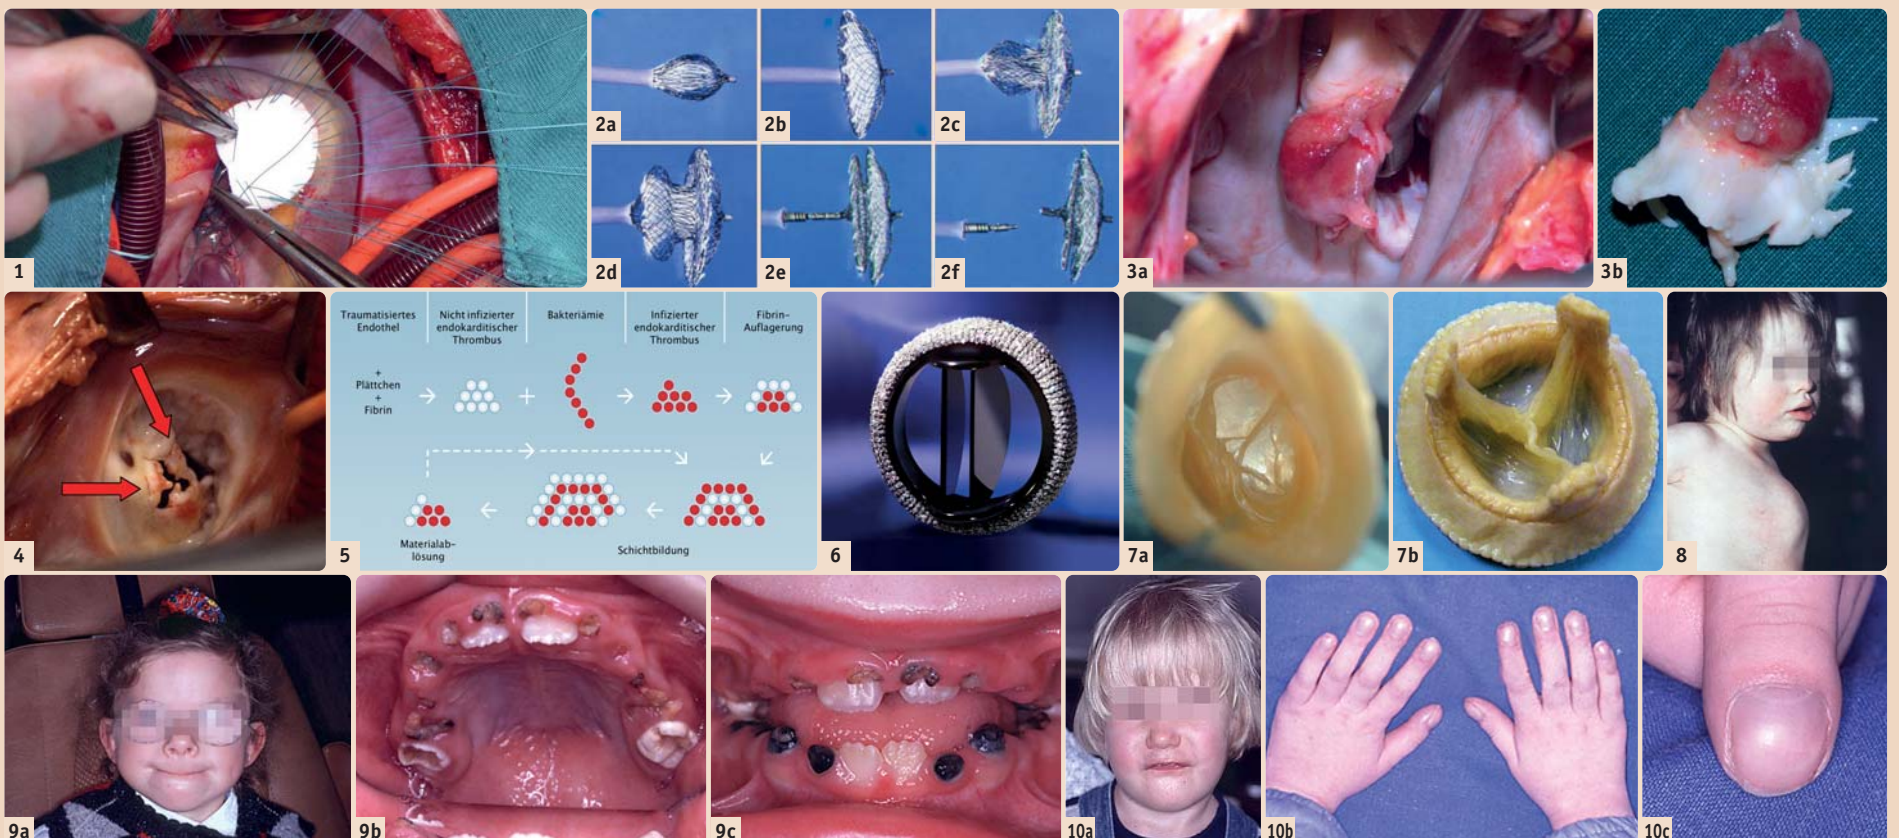 1
2a
2b
2c
2d
2e
2f
3a
3b
4
5
Traumatisiertes
Endothel
Nicht infizierter
endokarditischer
Thrombus
Bakteriämie
Infizierter
endokarditischer
Thrombus
Fibrin-
Auflagerung
+
Plättchen
+
Fibrin
+
Materialab-
lösung
Schichtbildung
6
7a
7b
8
9a
9b
9c
10a
10b
10c